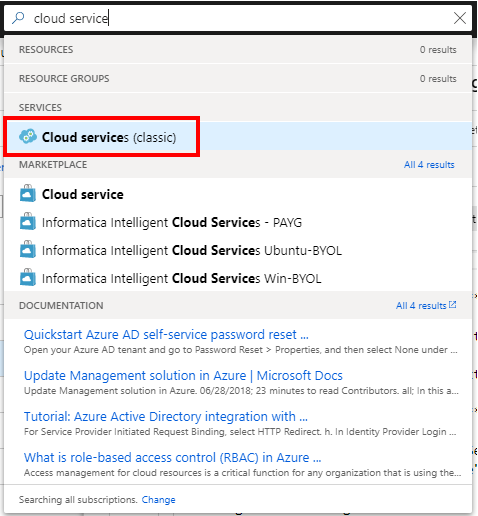 cloud service
RESOURCES 0 results
RESOURCE GROUPS 0 results
SERVICES
Cloud services (classic)
MARKETPLACE All 4 results
Cloud service
Informatica Intelligent Cloud Services - PAYG
Informatica Intelligent Cloud Services Ubuntu-BYOL
Informatica Intelligent Cloud Services Win-BYOL
DOCUMENTATION All 4 results
Quickstart Azure AD self-service password reset ...
Open your Azure AD tenant and go to Password Reset > Properties, and then select None under ...
Update Management solution in Azure | Microsoft Docs
Update Management solution in Azure. 06/28/2018; 23 minutes to read Contributors. all; In this a...
Tutorial: Azure Active Directory integration with ...
For Service Provider Initiated Request Binding, select HTTP Redirect. h. In Identity Provider Login ...
What is role-based access control (RBAC) in Azure ...
Access management for cloud resources is a critical function for any organization that is using the...
Searching all subscriptions. Change